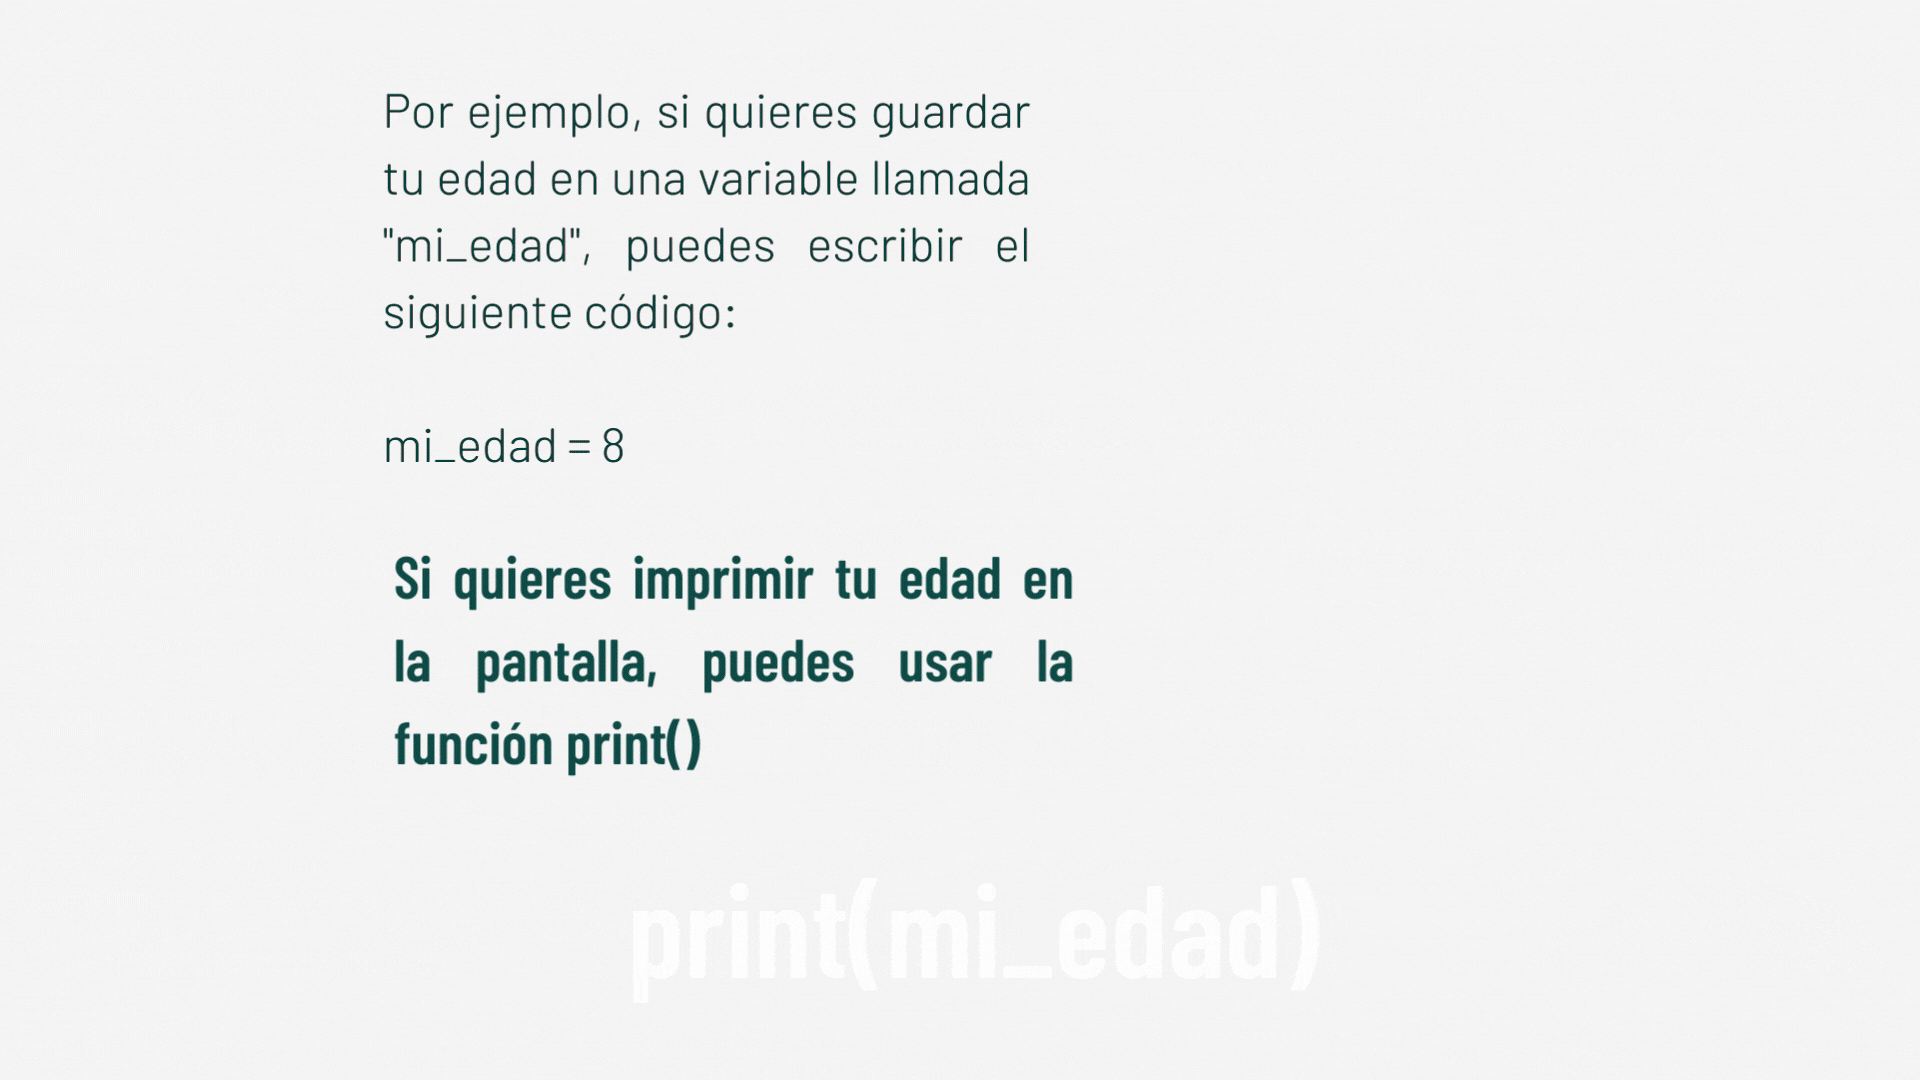 Por ejemplo, si quieres guardar
tu edad en una variable llamada
"mi_edad", puedes escribir el
siguiente código:
mi_edad = 8
Si quieres imprimir tu edad en
la pantalla, puedes usar la
función print()
print(mi_edad)